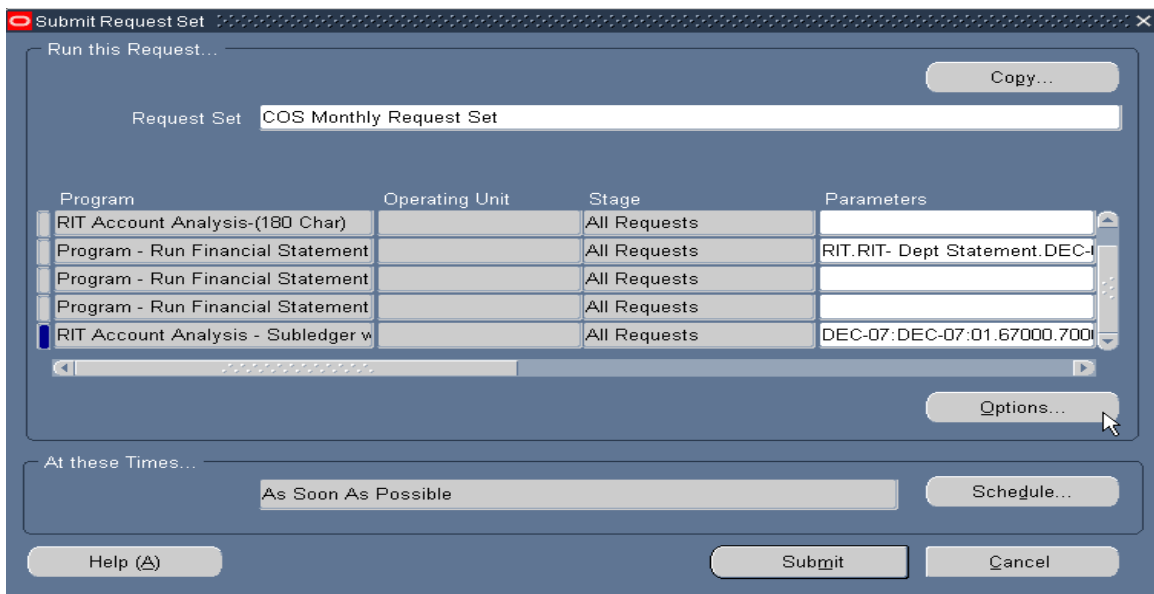 Submit Request Set
Run this Request...
Copy...
Request Set COS Monthly Request Set
Program Operating Unit Stage Parameters
RIT Account Analysis-(180 Char) All Requests
Program - Run Financial Statement All Requests RIT.RIT- Dept Statement.DEC-
Program - Run Financial Statement All Requests
Program - Run Financial Statement All Requests
RIT Account Analysis - Subledger w All Requests DEC-07:DEC-07:01.67000.700
Options...
At these Times...
As Soon As Possible Schedule...
Help (A) Submit Cancel